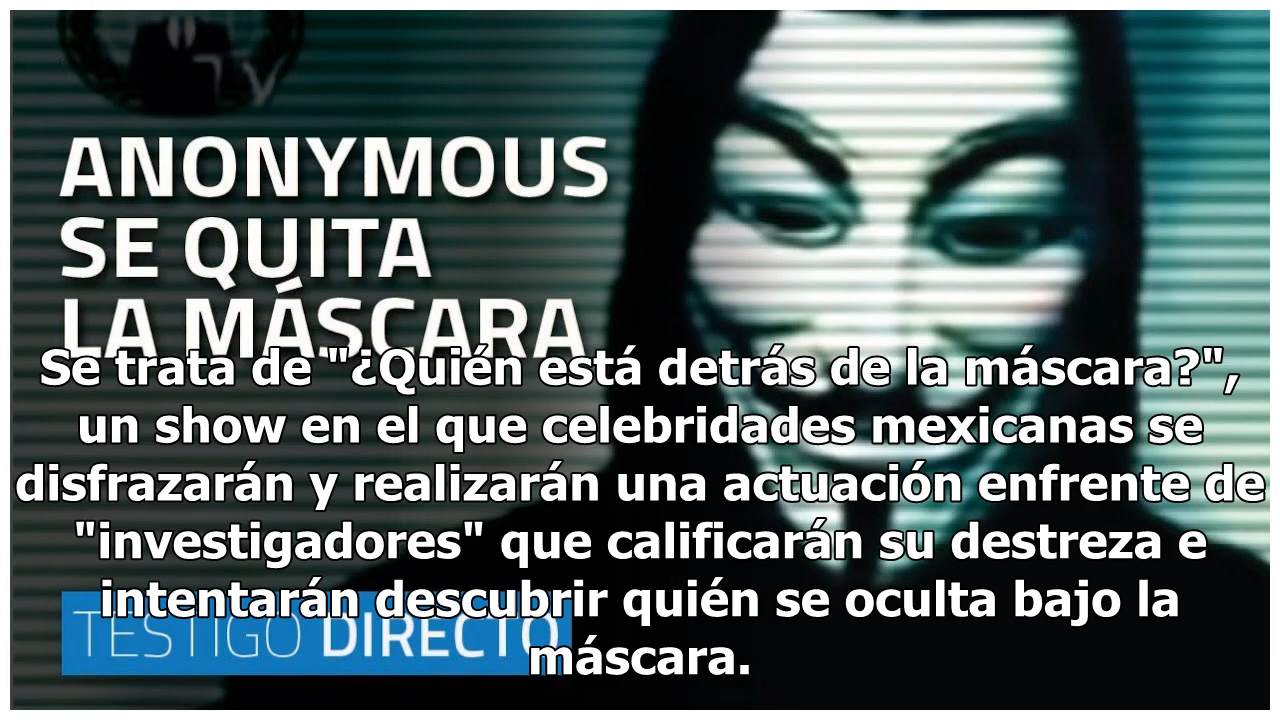 TV
ANONYMOUS
SE QUITA
LA MÁSCARA
Se trata de "¿Quién está detrás de la máscara?",
un show en el que celebridades mexicanas se
disfrazarán y realizarán una actuación enfrente de
"investigadores" que calificarán su destreza e
intentarán descubrir quién se oculta bajo la
TESTIGO DIRECTO
máscara.